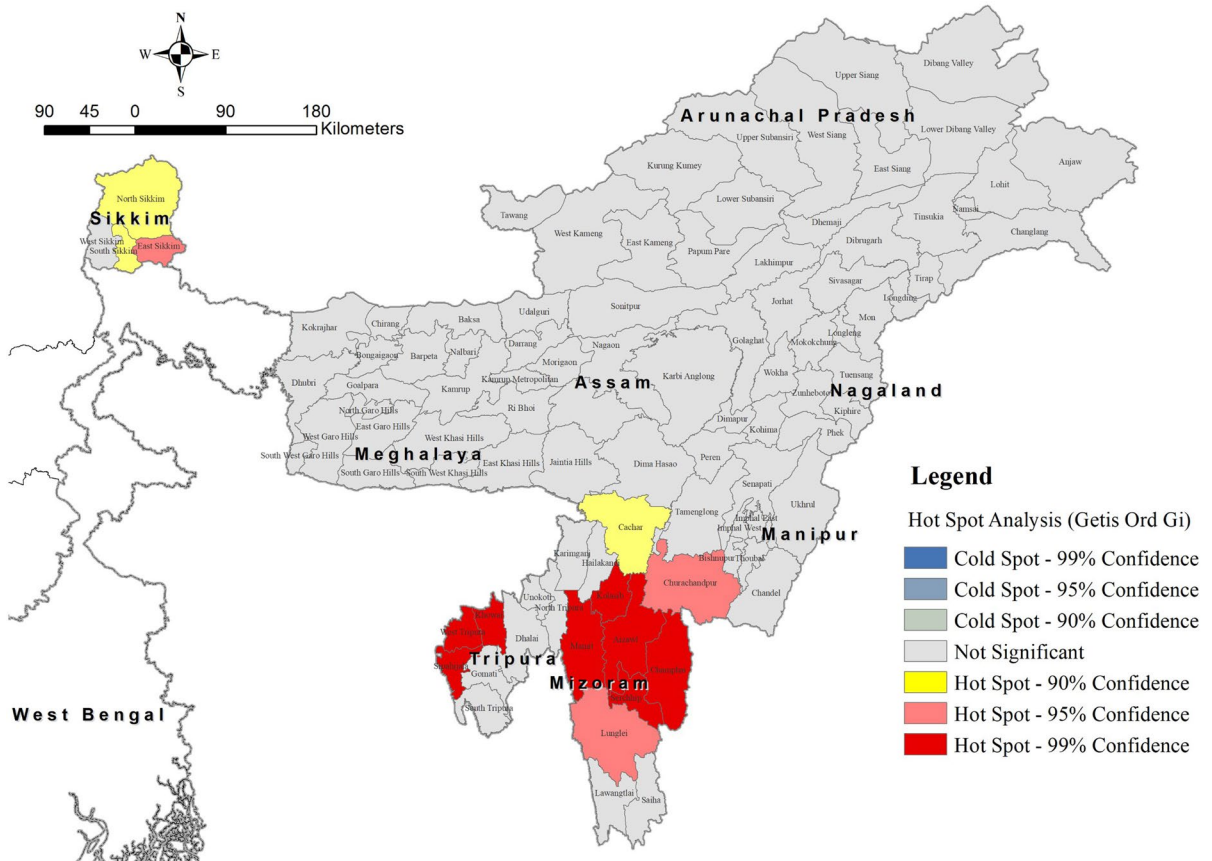 N
W E
S
90 45 0 90 180
Kilometers
Dibang Valley
Upper Siang
Arunachal Pradesh
Lower Dibang Valley
Upper Subansiri West Siang
Anjaw
Kurung Kumey
East Siang
Lohit
North Sikkim
Lower Subansiri
Namsai
Sikkim
Tawang
Dhemaji
Tinsukia
West Kameng
Changlang
West Sikkim
East Sikkim
South Sikkim
East Kameng
Papum Pare
Dibrugarh
Lakhimpur
Tirap
Sivasagar
Longding
Jorhat
Sonitpur
Udalguri
Mon
Baksa
Kokrajhar
Chirang
Longleng
Golaghat
Mokokchung
Darrang
Nagaon
Bongaigaon
Barpeta
Nalbari
Morigaon
Wokha
Tuensang
Karbi Anglong
Kamrup Metropolitan
Dhubri
Goalpara
Kamrup
Assam
Zunheboto
Nagaland
North Garo Hills
Ri Bhoi
Kiphire
East Garo Hills
Dimapur
Kohima
Phek
West Garo Hills
West Khasi Hills
South West Garo Hills
Meghalaya
East Khasi Hills
Jaintia Hills
Dima Hasao
Peren
South Garo Hills
South West Khasi Hills
Senapati
Legend
Ukhrul
Tamenglong
Imphal East
Hot Spot Analysis (Getis Ord Gi)
Cachar
Imphal West
Manipur
Karimganj
Bishnupur
Thoubal
Cold Spot - 99% Confidence
Hailakandi
Churachandpur
Cold Spot - 95% Confidence
Chandel
Unokoti
Kolasib
North Tripura
Cold Spot - 90% Confidence
Khowai
West Tripura
Dhalai
Mamit
Aizawl
Not Significant
Sipahijala
Tripura
Gomati
Champhai
Mizoram
Hot Spot - 90% Confidence
Serchhip
South Tripura
West Bengal
Hot Spot - 95% Confidence
Lunglei
Hot Spot - 99% Confidence
Lawangtlai
Saiha